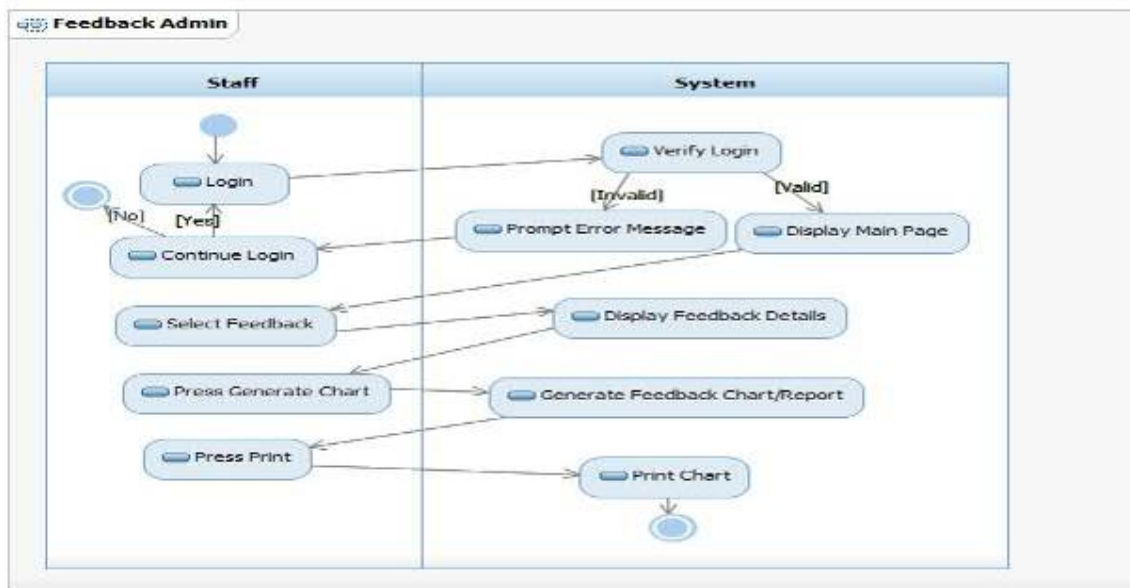 Feedback Admin
Staff
System
Verify Login
Login
[Invalid]
[Valid]
[No]
[Yes]
Prompt Error Message
Display Main Page
Continue Login
Select Feedback
Display Feedback Details
Press Generate Chart
Generate Feedback Chart/Report
Press Print
Print Chart